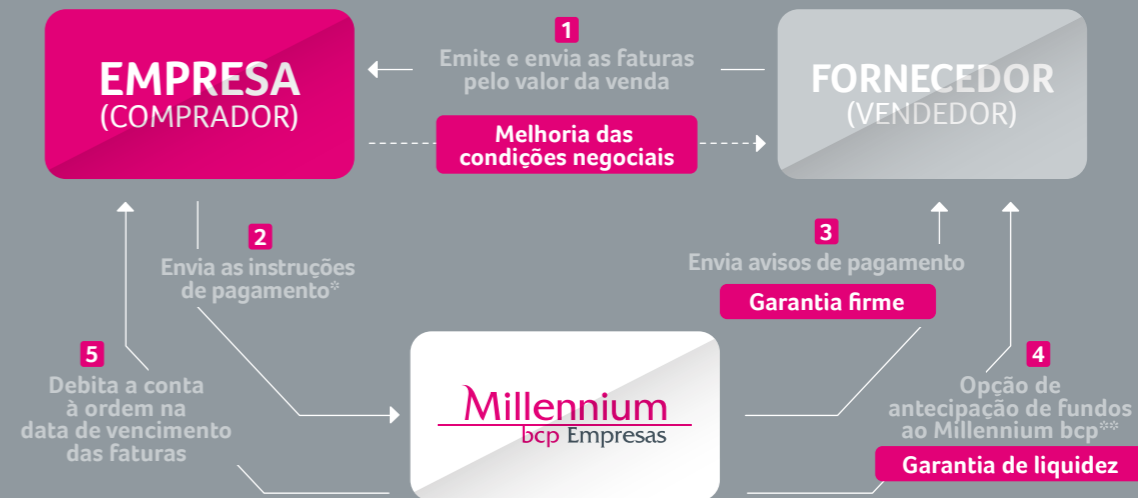 1
Emite e envia as faturas
pelo valor da venda
EMPRESA
(COMPRADOR)
FORNECEDOR
(VENDEDOR)
Melhoria das
condições negociais
2
Envia as instruções
de pagamento*
3
Envia avisos de pagamento
Garantia firme
5
Debita a conta
à ordem na
data de vencimento
das faturas
Millennium
bcp Empresas
4
Opção de
antecipação de fundos
ao Millennium bcp**
Garantia de liquidez